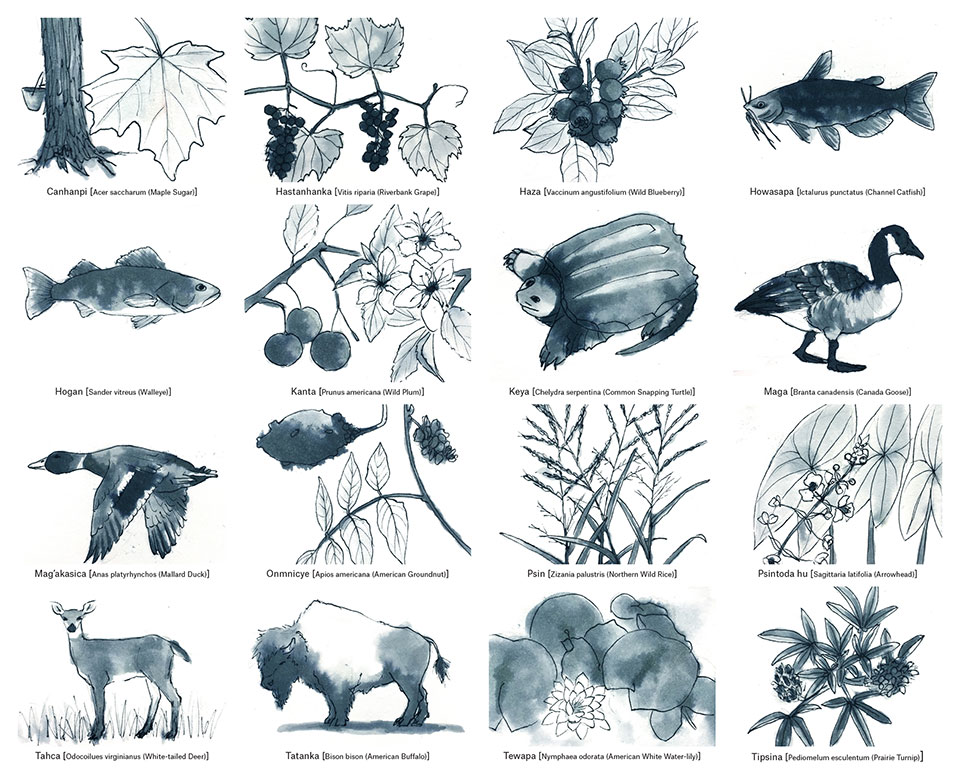 Canhanpi [Acer saccharum (Maple Sugar)]
Hastanhanka [Vitis riparia (Riverbank Grape)]
Haza [Vaccinum angustifolium (Wild Blueberry)]
Howasapa [Ictalurus punctatus (Channel Catfish)]
Hogan [Sander vitreus (Walleye)]
Kanta [Prunus americana (Wild Plum)]
Keya [Chelydra serpentina (Common Snapping Turtle)]
Maga [Branta canadensis (Canada Goose)]
Mag'akasica [Anas platyrhynchos (Mallard Duck)]
Onmnicye [Apios americana (American Groundnut)]
Psin [Zizania palustris (Northern Wild Rice)]
Psintoda hu [Sagittaria latifolia (Arrowhead)]
Tahca [Odocoilues virginianus (White-tailed Deer)]
Tatanka [Bison bison (American Buffalo)]
Tewapa [Nymphaea odorata (American White Water-lily)]
Tipsina [Pediomelum esculentum (Prairie Turnip)]